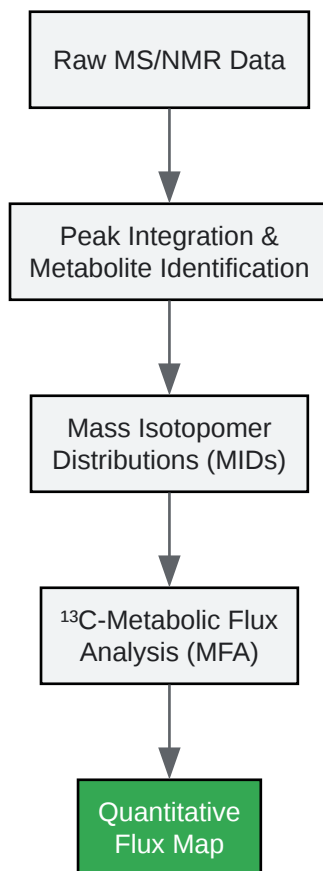 Raw MS/NMR Data
Peak Integration &
Metabolite Identification
Mass Isotopomer
Distributions (MIDs)
¹³C-Metabolic Flux
Analysis (MFA)
Quantitative
Flux Map